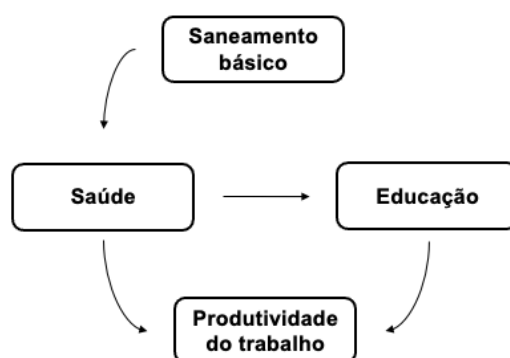 Saneamento
básico
Saúde
Educação
Produtividade
do trabalho